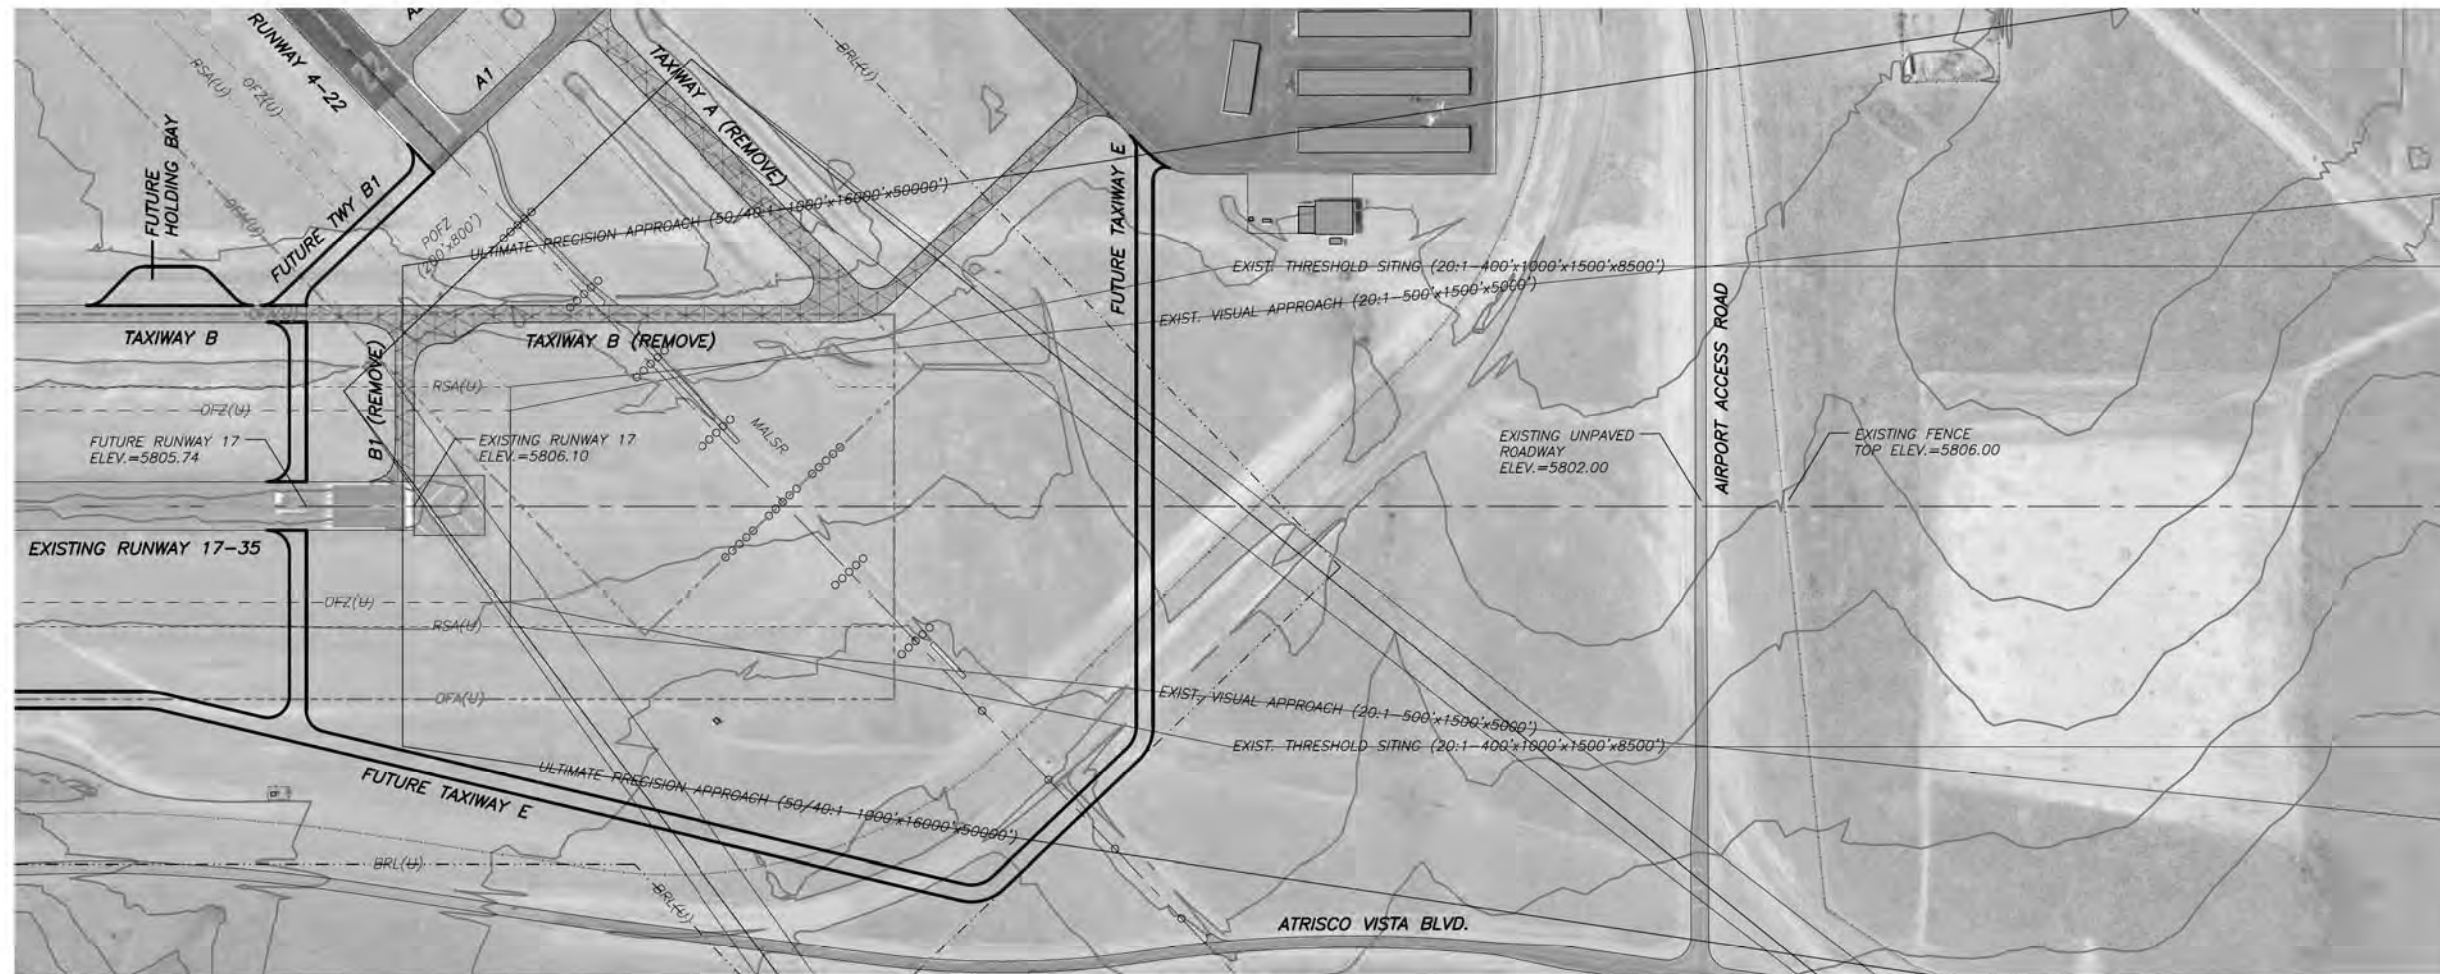 RUNWAY 4-22
22
A1
RSA(U)
OFZ(U)
TAXIWAY A (REMOVE)
BRL(U)
FUTURE
HOLDING BAY
FUTURE TWY B1
OFA(U)
POFZ
(200'x800')
ULTIMATE PRECISION APPROACH (50/40:1-1000'x16000'x50000')
FUTURE TAXIWAY E
EXIST. THRESHOLD SITING (20:1-400'x1000'x1500'x8500')
EXIST. VISUAL APPROACH (20:1-500'x1500'x5000')
AIRPORT ACCESS ROAD
TAXIWAY B
B1 (REMOVE)
TAXIWAY B (REMOVE)
RSA(U)
OFZ(U)
MALSR
FUTURE RUNWAY 17
ELEV.=5805.74
EXISTING RUNWAY 17
ELEV.=5806.10
EXISTING UNPAVED
ROADWAY
ELEV.=5802.00
EXISTING FENCE
TOP ELEV.=5806.00
EXISTING RUNWAY 17-35
OFZ(U)
RSA(U)
OFA(U)
EXIST. VISUAL APPROACH (20:1-500'x1500'x5000')
EXIST. THRESHOLD SITING (20:1-400'x1000'x1500'x8500')
ULTIMATE PRECISION APPROACH (50/40:1-1000'x16000'x50000')
FUTURE TAXIWAY E
BRL(U)
BRL(U)
ATRISCO VISTA BLVD.